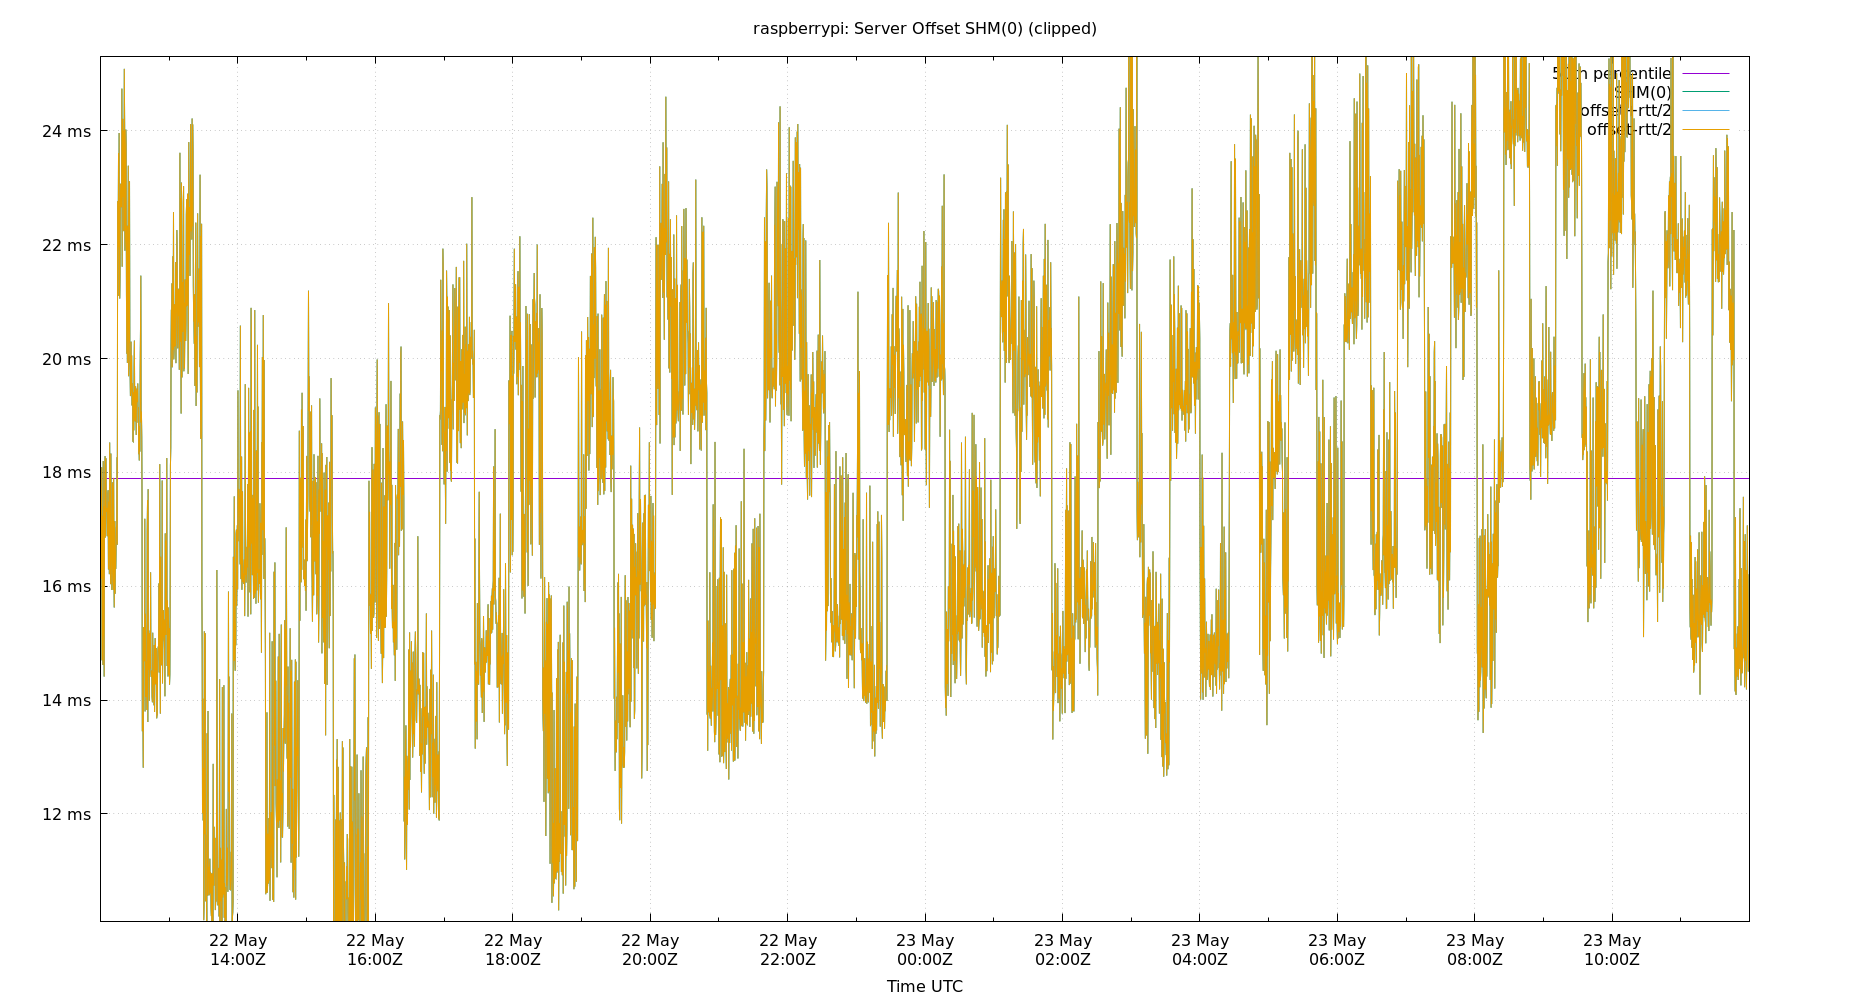 raspberrypi: Server Offset SHM(0) (clipped)
percentile
SHM(0)
offset-rtt/2
24 ms
22 ms
20 ms
18 ms
16 ms
14 ms
12 ms
22 May 22 May 22 May 22 May 22 May 23 May 23 May 23 May 23 May 23 May 23 May
14:00Z 16:00Z 18:00Z 20:00Z 22:00Z 00:00Z 02:00Z 04:00Z 06:00Z 08:00Z 10:00Z
Time UTC